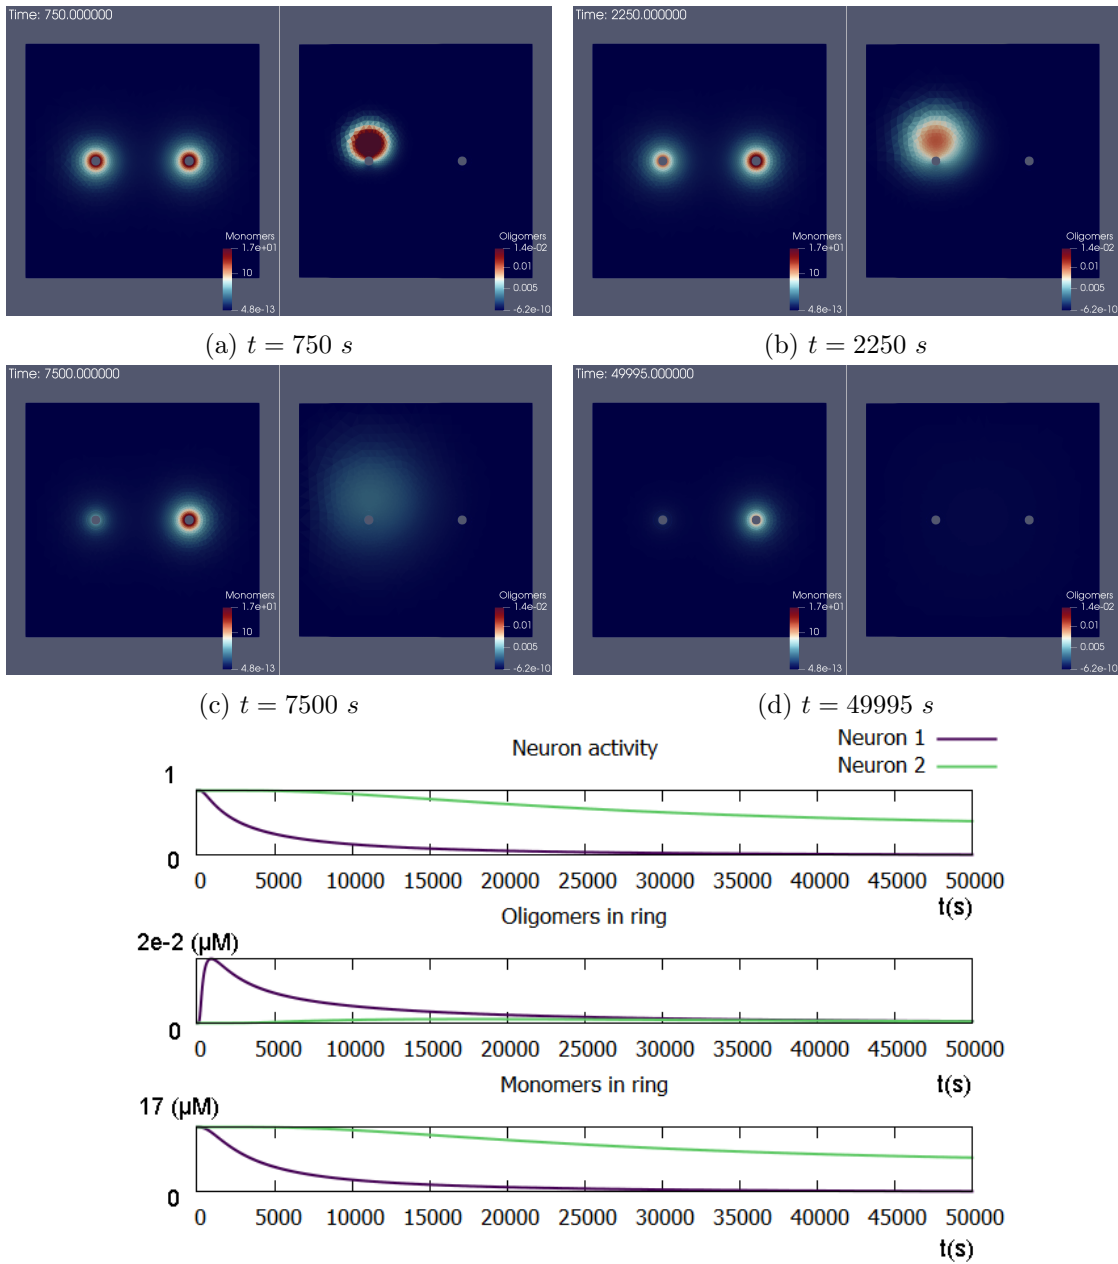 Time: 750.000000
Monomers
1.7e+01
10
4.8e-13
Oligomers
1.4e-02
0.01
0.005
-6.2e-10
(a) t = 750 s
Time: 2250.000000
Monomers
1.7e+01
10
4.8e-13
Oligomers
1.4e-02
0.01
0.005
-6.2e-10
(b) t = 2250 s
Time: 7500.000000
Monomers
1.7e+01
10
4.8e-13
Oligomers
1.4e-02
0.01
0.005
-6.2e-10
(c) t = 7500 s
Time: 49995.000000
Monomers
1.7e+01
10
4.8e-13
Oligomers
1.4e-02
0.01
0.005
-6.2e-10
(d) t = 49995 s
Neuron activity
Neuron 1
Neuron 2
1
0
0 5000 10000 15000 20000 25000 30000 35000 40000 45000 50000
t(s)
Oligomers in ring
2e-2 (µM)
0
0 5000 10000 15000 20000 25000 30000 35000 40000 45000 50000
t(s)
Monomers in ring
17 (µM)
0
0 5000 10000 15000 20000 25000 30000 35000 40000 45000 50000
t(s)